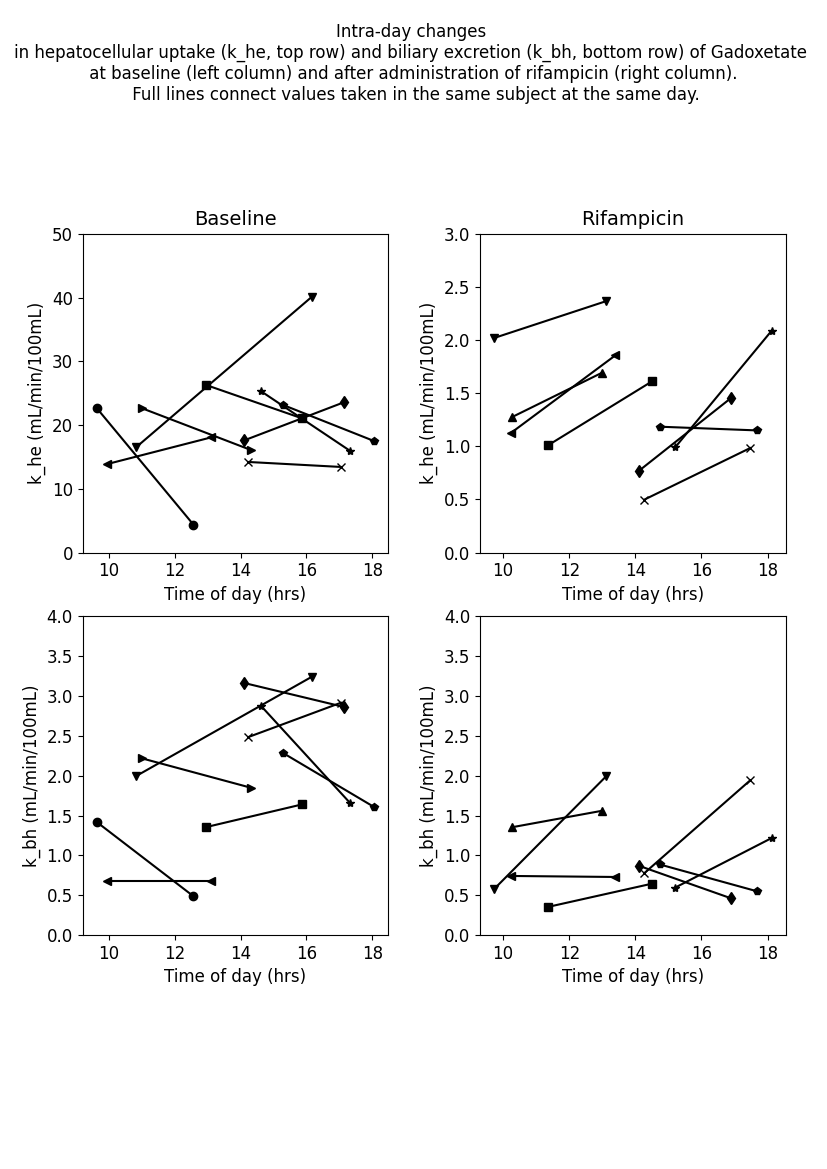 Intra-day changes
in hepatocellular uptake (k_he, top row) and biliary excretion (k_bh, bottom row) of Gadoxetate
at baseline (left column) and after administration of rifampicin (right column).
Full lines connect values taken in the same subject at the same day.
Baseline
50
40
30
20
10
0
k_he (mL/min/100mL)
10 12 14 16 18
Time of day (hrs)
Rifampicin
3.0
2.5
2.0
1.5
1.0
0.5
0.0
k_he (mL/min/100mL)
10 12 14 16 18
Time of day (hrs)
4.0
3.5
3.0
2.5
2.0
1.5
1.0
0.5
0.0
k_bh (mL/min/100mL)
10 12 14 16 18
Time of day (hrs)
4.0
3.5
3.0
2.5
2.0
1.5
1.0
0.5
0.0
k_bh (mL/min/100mL)
10 12 14 16 18
Time of day (hrs)